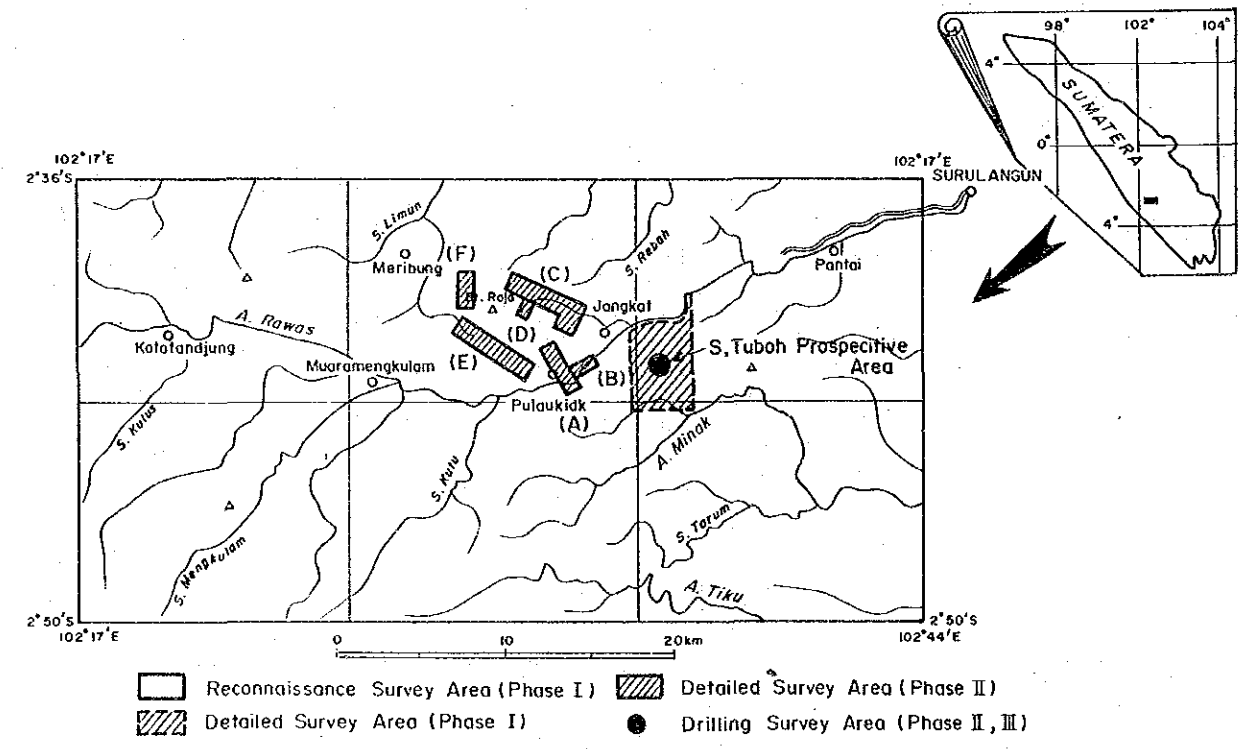 98° 102° 104°
4°
SUMATERA
0°
4°
102°17'E 102°17'E
2°36'S
SURULANGUN
S. Limun
Meribung
S. Rebah
Pantai
(F) (C)
Jangkat
Kototandjung
A. Rawas
(D)
(E)
Muaramengkulam
(B)
S, Tuboh Prospecitive
Area
Pulaukidk
(A)
S. Kulus
A. Minak
S. Kulu
S. Tarum
S. Mengkulam
A. Tiku
2°50'S 2°50'S
102°17'E 102°44'E
0 10 20km
Reconnaissance Survey Area (Phase I) Detailed Survey Area (Phase II)
Detailed Survey Area (Phase I) Drilling Survey Area (Phase II, III)